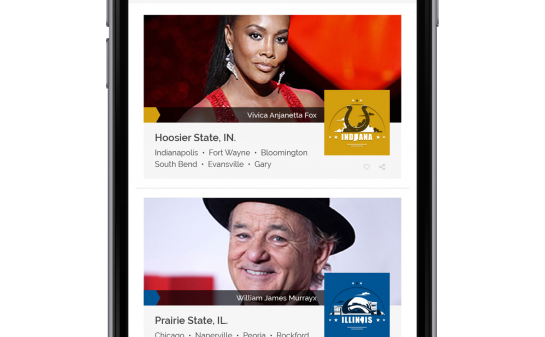 Vivica Anjanetta Fox
INDIANA
Hoosier State, IN.
Indianapolis • Fort Wayne • Bloomington
South Bend • Evansville • Gary
William James Murrayx
ILLINOIS
Prairie State, IL.
Chicago • Naperville • Peoria • Rockford